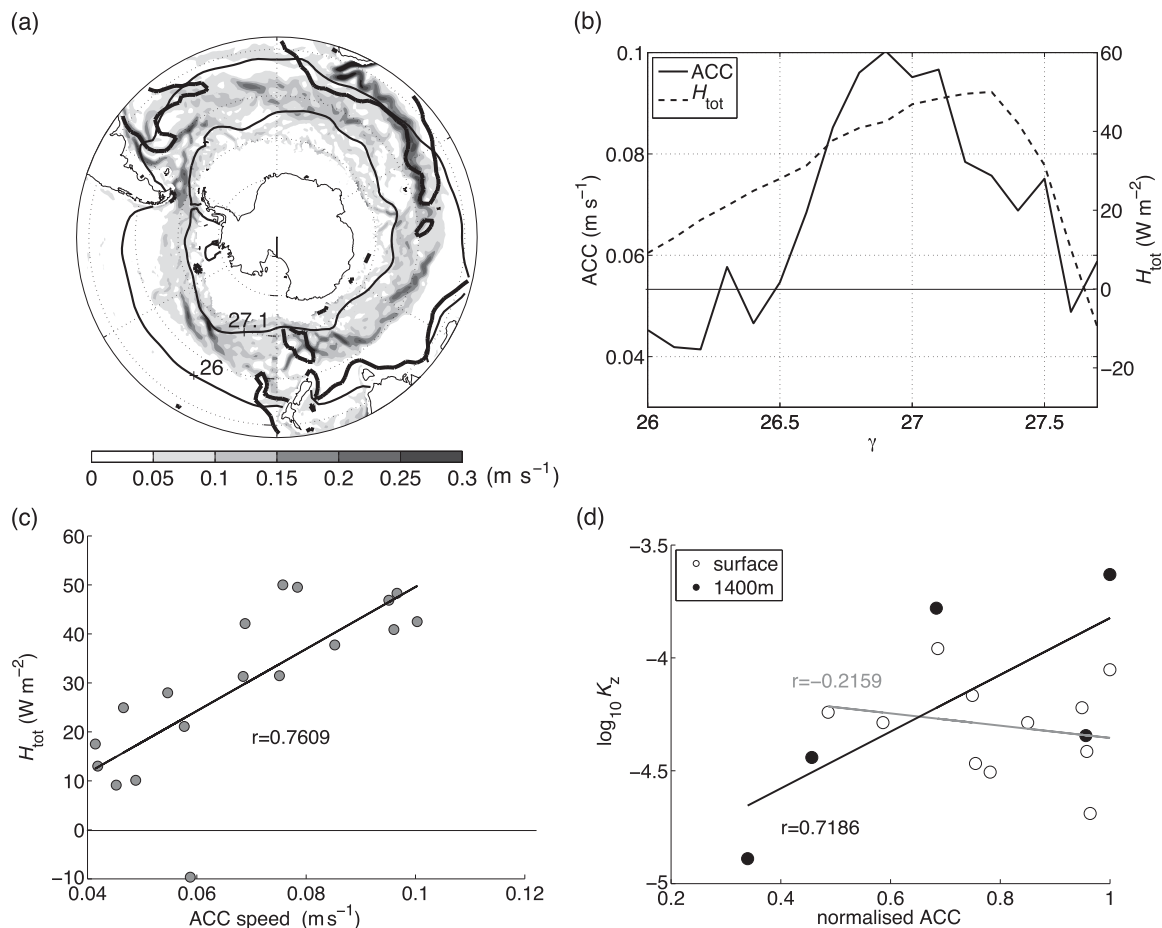 (a)
27.1
26
0 0.05 0.1 0.15 0.2 0.25 0.3 (m s⁻¹)
(b)
ACC
H_tot
0.1
0.08
0.06
0.04
ACC (m s⁻¹)
60
40
20
0
−20
H_tot (W m⁻²)
26 26.5 27 27.5
γ
(c)
60
50
40
30
20
10
0
−10
H_tot (W m⁻²)
r=0.7609
0.04 0.06 0.08 0.1 0.12
ACC speed (m s⁻¹)
(d)
surface
1400m
−3.5
−4
−4.5
−5
log₁₀ K_z
r=−0.2159
r=0.7186
0.2 0.4 0.6 0.8 1
normalised ACC